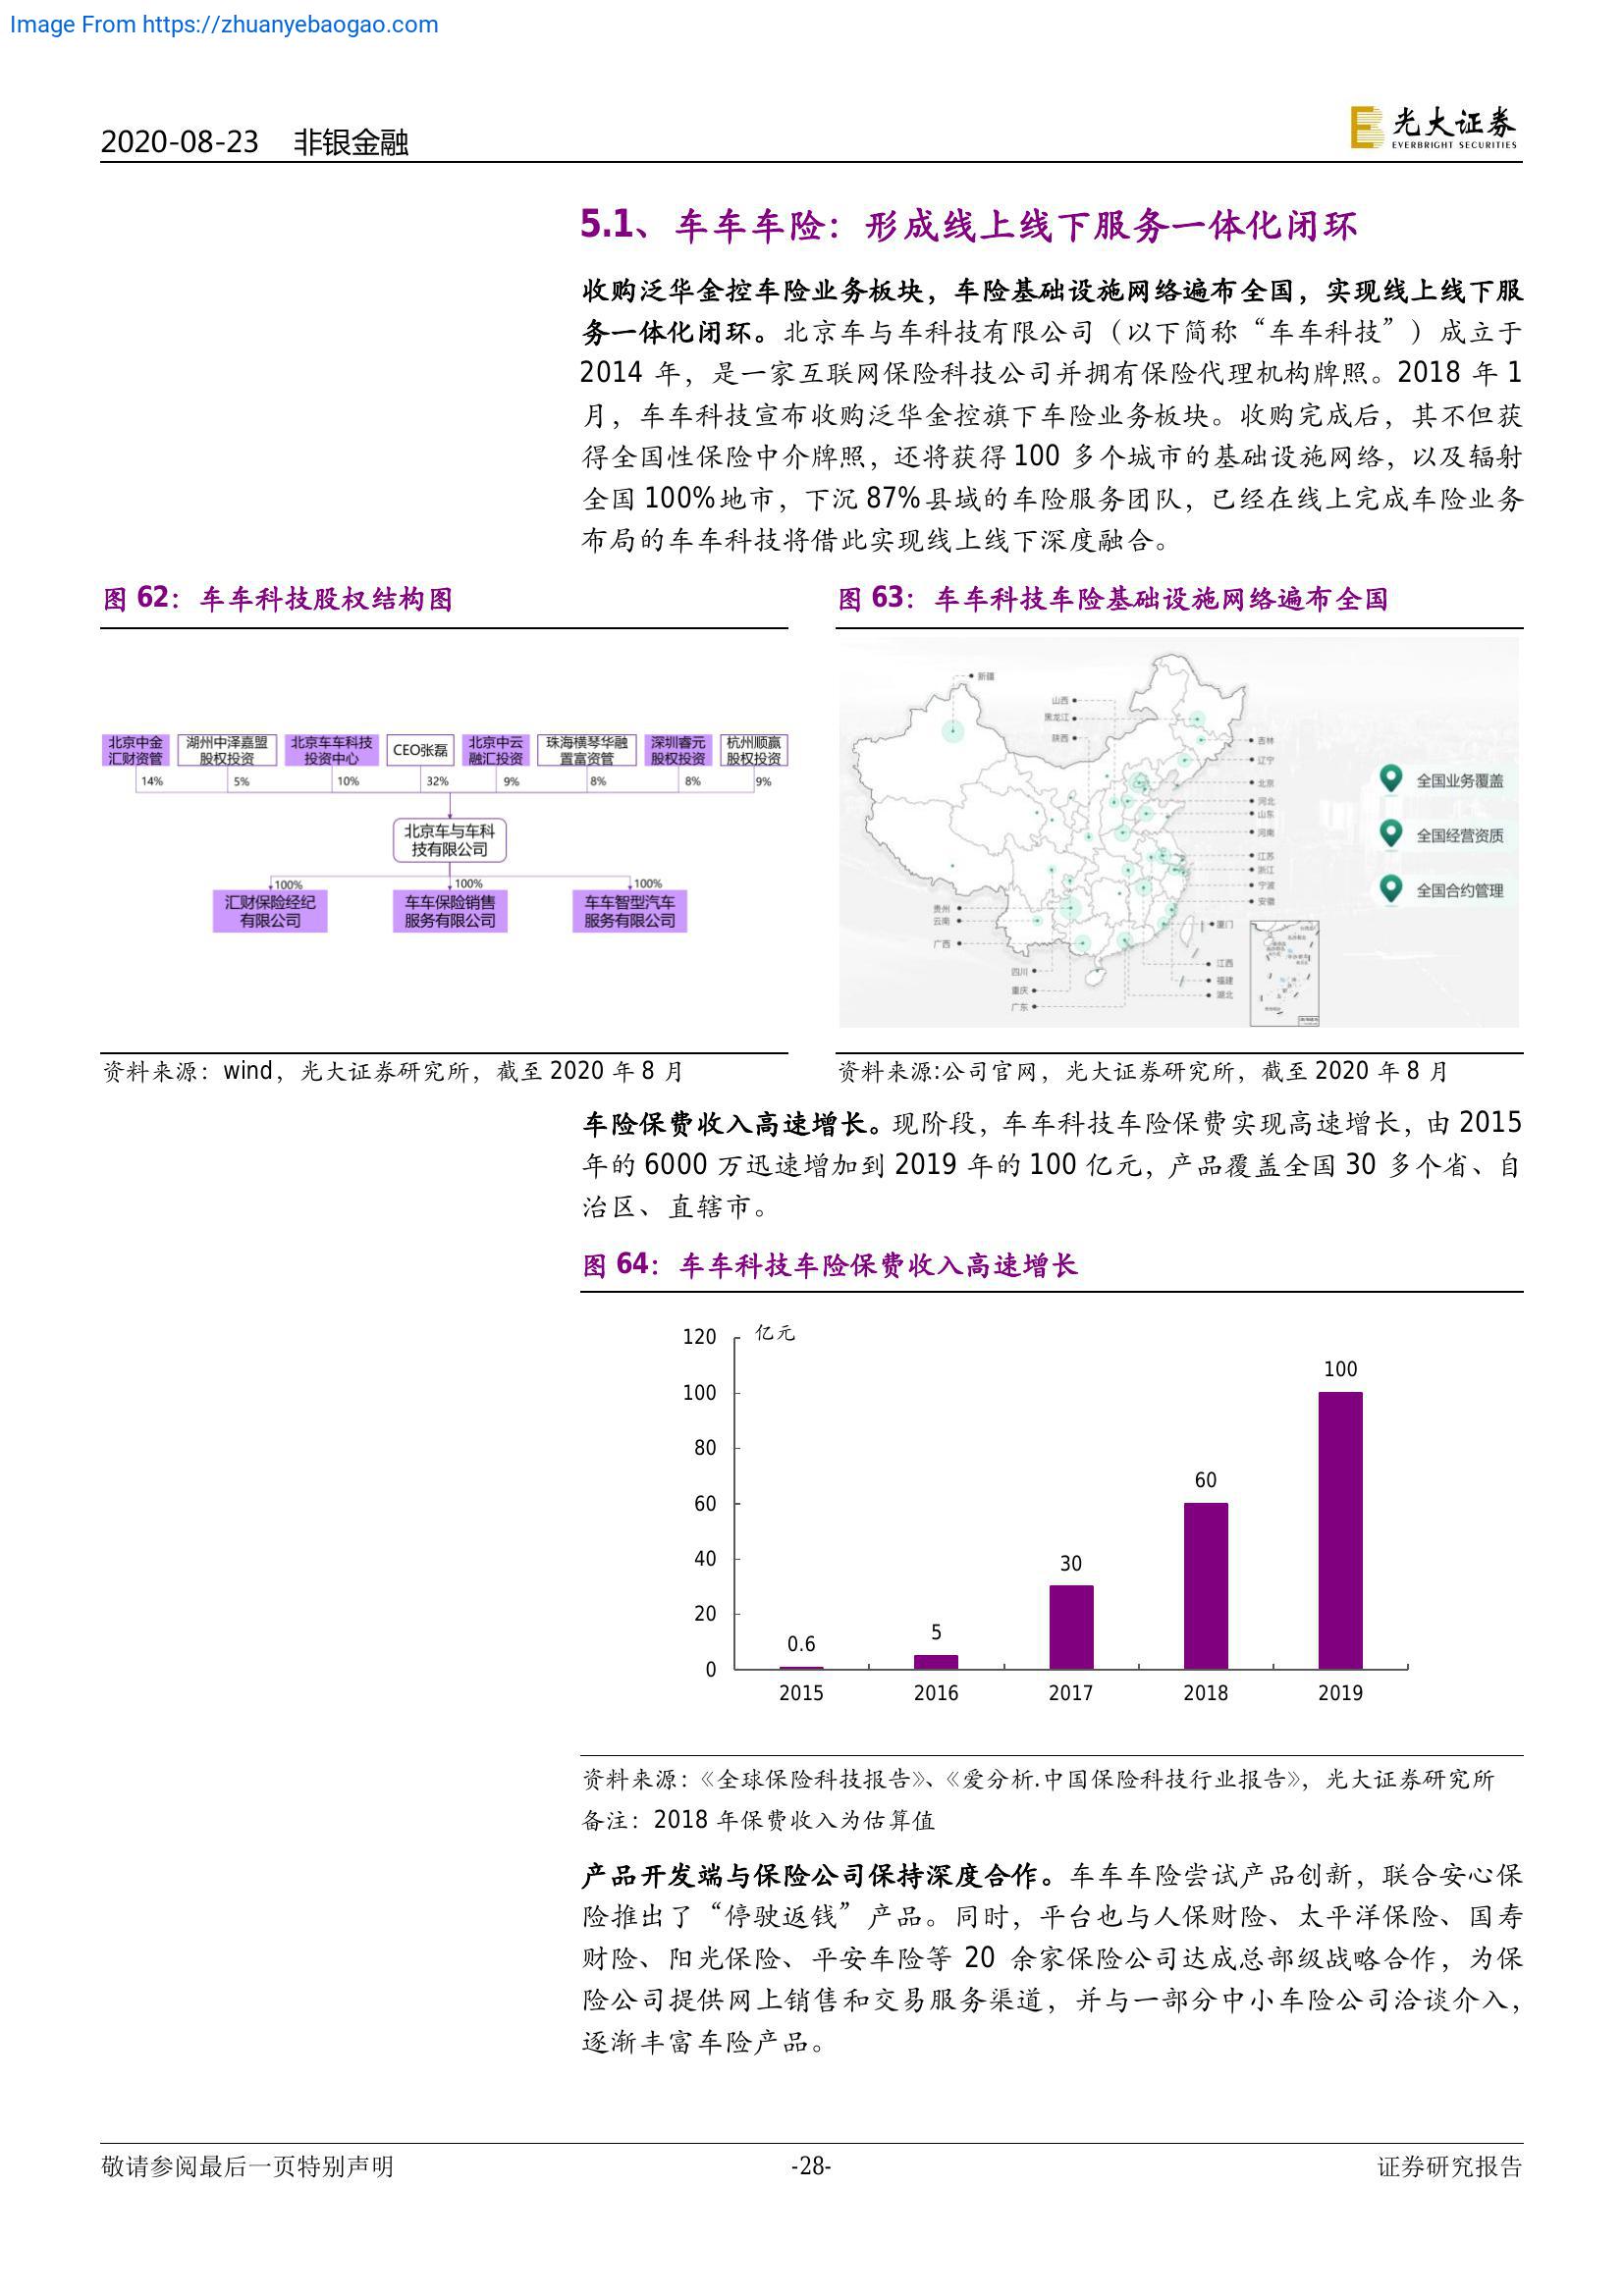 Image From https://zhuanyebaogao.com
2020-08-23 非银金融
光大证券
EVERBRIGHT SECURITIES
5.1、车车车险：形成线上线下服务一体化闭环
收购泛华金控车险业务板块，车险基础设施网络遍布全国，实现线上线下服
务一体化闭环。北京车与车科技有限公司（以下简称“车车科技”）成立于
2014 年，是一家互联网保险科技公司并拥有保险代理机构牌照。2018 年 1
月，车车科技宣布收购泛华金控旗下车险业务板块。收购完成后，其不但获
得全国性保险中介牌照，还将获得 100 多个城市的基础设施网络，以及辐射
全国 100%地市，下沉 87%县域的车险服务团队，已经在线上完成车险业务
布局的车车科技将借此实现线上线下深度融合。
图 62：车车科技股权结构图
北京中金
汇财资管
湖州中泽嘉盟
股权投资
北京车车科技
投资中心
CEO张磊
北京中云
融汇投资
珠海横琴华融
置富资管
深圳睿元
股权投资
杭州顺赢
股权投资
14%
5%
10%
32%
9%
8%
8%
9%
北京车与车科
技有限公司
100%
100%
100%
汇财保险经纪
有限公司
车车保险销售
服务有限公司
车车智型汽车
服务有限公司
资料来源：wind，光大证券研究所，截至 2020 年 8 月
图 63：车车科技车险基础设施网络遍布全国
新疆
山西
黑龙江
陕西
吉林
辽宁
北京
河北
山东
河南
江苏
浙江
宁波
安徽
贵州
云南
广西
厦门
四川
重庆
广东
江西
福建
湖北
全国业务覆盖
全国经营资质
全国合约管理
资料来源:公司官网，光大证券研究所，截至 2020 年 8 月
车险保费收入高速增长。现阶段，车车科技车险保费实现高速增长，由 2015
年的 6000 万迅速增加到 2019 年的 100 亿元，产品覆盖全国 30 多个省、自
治区、直辖市。
图 64：车车科技车险保费收入高速增长
亿元
120
100
80
60
40
20
0
0.6
5
30
60
100
2015
2016
2017
2018
2019
资料来源：《全球保险科技报告》、《爱分析.中国保险科技行业报告》，光大证券研究所
备注：2018 年保费收入为估算值
产品开发端与保险公司保持深度合作。车车车险尝试产品创新，联合安心保
险推出了“停驶返钱”产品。同时，平台也与人保财险、太平洋保险、国寿
财险、阳光保险、平安车险等 20 余家保险公司达成总部级战略合作，为保
险公司提供网上销售和交易服务渠道，并与一部分中小车险公司洽谈介入，
逐渐丰富车险产品。
敬请参阅最后一页特别声明
-28-
证券研究报告